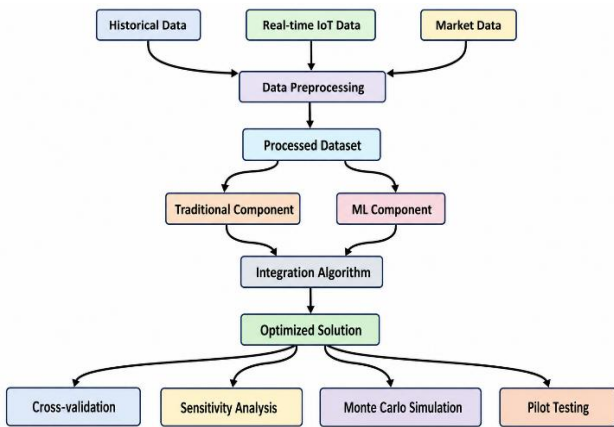 Historical Data
Real-time IoT Data
Market Data
Data Preprocessing
Processed Dataset
Traditional Component
ML Component
Integration Algorithm
Optimized Solution
Cross-validation
Sensitivity Analysis
Monte Carlo Simulation
Pilot Testing